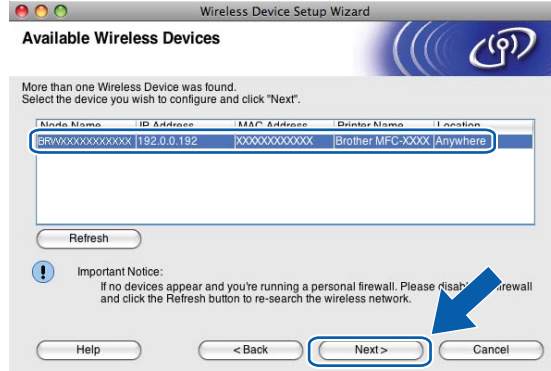 Wireless Device Setup Wizard
Available Wireless Devices
More than one Wireless Device was found.
Select the device you wish to configure and click "Next".
Node Name IP Address MAC Address Printer Name Location
BRWXXXXXXXXXXXX 192.0.0.192 XXXXXXXXXXXX Brother MFC-XXXX Anywhere
Refresh
Important Notice:
If no devices appear and you're running a personal firewall. Please firewall
and click the Refresh button to re-search the wireless network.
Help < Back Next > Cancel